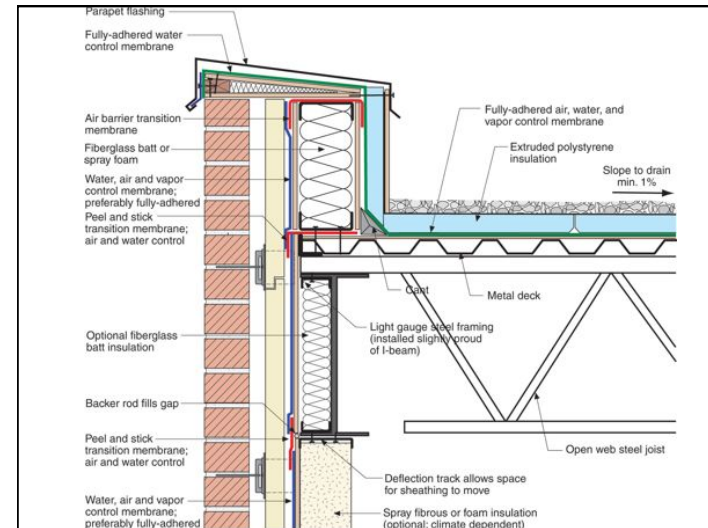 Parapet flashing
Fully-adhered water
control membrane
Air barrier transition
membrane
Fiberglass batt or
spray foam
Water, air and vapor
control membrane;
preferably fully-adhered
Peel and stick
transition membrane;
air and water control
Optional fiberglass
batt insulation
Backer rod fills gap
Peel and stick
transition membrane;
air and water control
Water, air and vapor
control membrane;
preferably fully-adhered
Fully-adhered air, water, and
vapor control membrane
Extruded polystyrene
insulation
Slope to drain
min. 1%
Cant
Metal deck
Light gauge steel framing
(installed slightly proud
of I-beam)
Open web steel joist
Deflection track allows space
for sheathing to move
Spray fibrous or foam insulation
(optional; climate dependent)